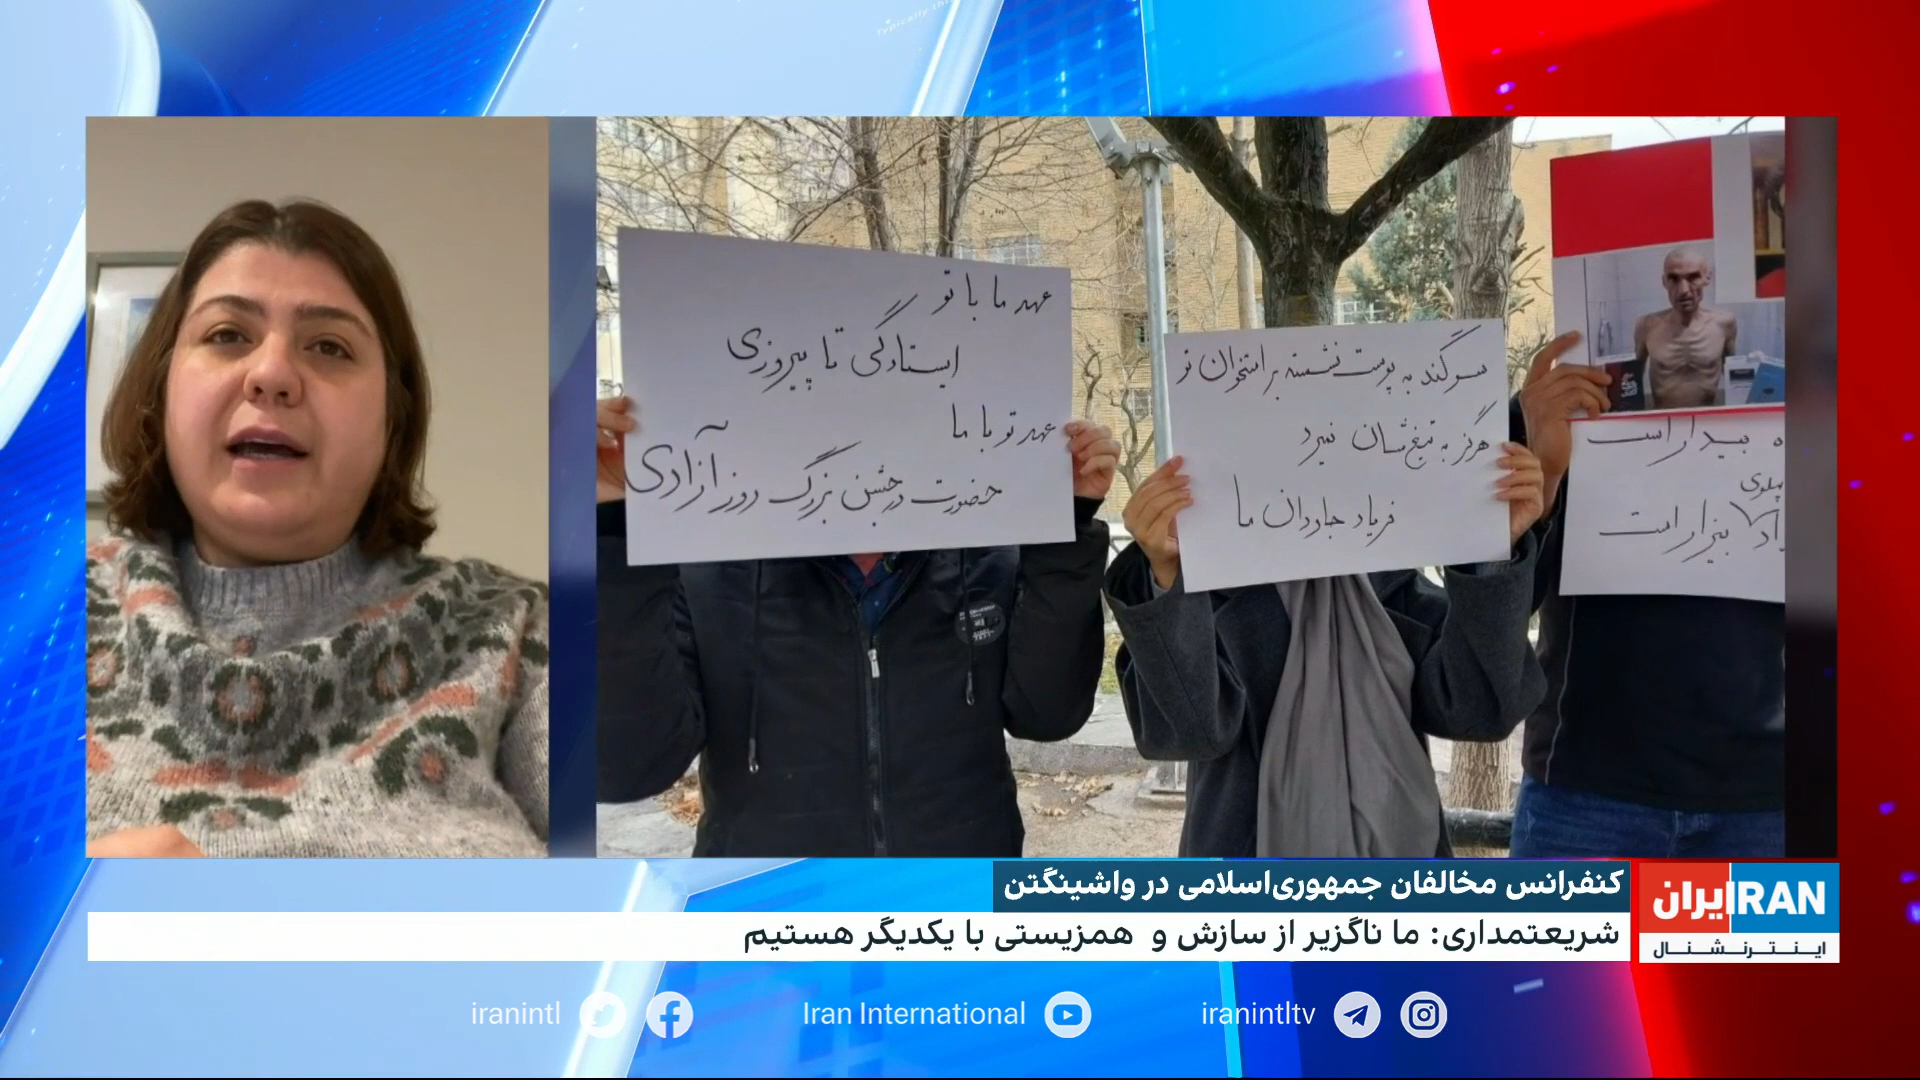 عهد ما با تو
ایستادگی تا پیروزی
عهد تو با ما
حضورت در جشن بزرگ روز آزادی
سوگند به پوست نشسته بر استخوان تو
هرگز به تیغشان نمیرد
فریاد جاودان ما
بیدار است
پهلوی
بیزار است
کنفرانس مخالفان جمهوری‌اسلامی در واشینگتن
شریعتمداری: ما ناگزیر از سازش و همزیستی با یکدیگر هستیم
ایران IRAN
اینترنشنال
iranintl
Iran International
iranintltv